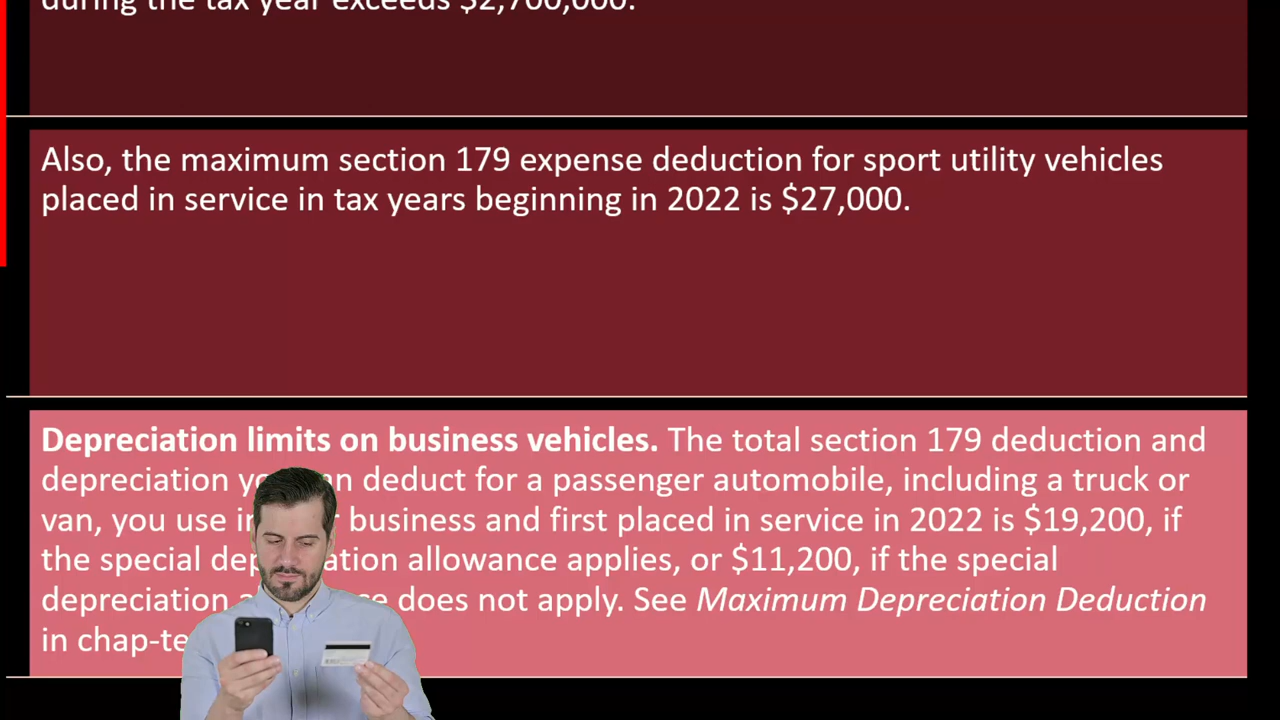 during the tax year exceeds $2,700,000.
Also, the maximum section 179 expense deduction for sport utility vehicles
placed in service in tax years beginning in 2022 is $27,000.
Depreciation limits on business vehicles. The total section 179 deduction and
depreciation can deduct for a passenger automobile, including a truck or
van, you use business and first placed in service in 2022 is $19,200, if
the special depreciation allowance applies, or $11,200, if the special
depreciation does not apply. See Maximum Depreciation Deduction
in